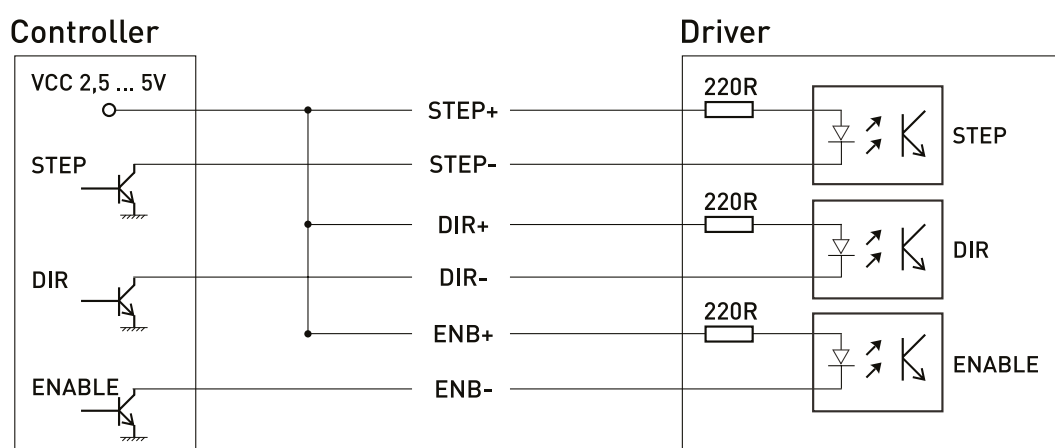 Controller
Driver
VCC 2,5 ... 5V
220R
STEP+
STEP
STEP
STEP-
220R
DIR+
DIR
DIR
DIR-
220R
ENB+
ENABLE
ENABLE
ENB-